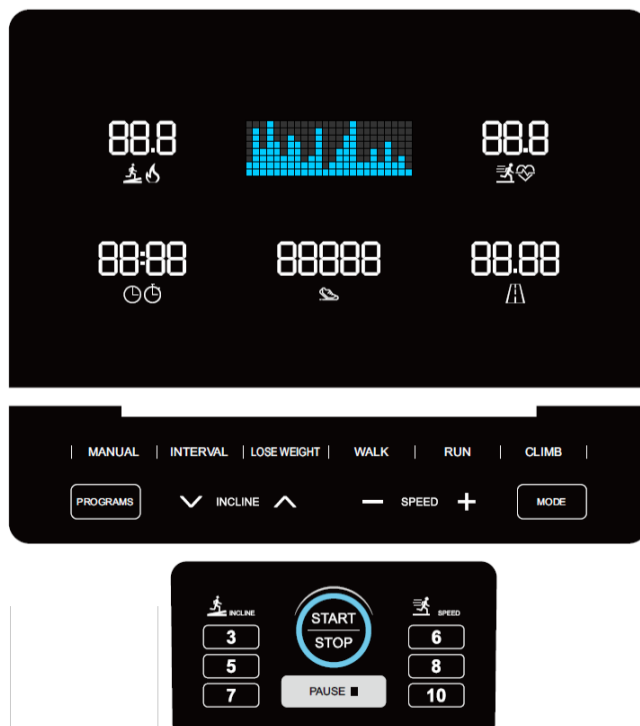 88.8 88.8
88:88 88888 88.88
MANUAL | INTERVAL | LOSE WEIGHT | WALK | RUN | CLIMB
PROGRAMS INCLINE SPEED MODE
INCLINE START STOP SPEED
3 6
5 8
7 PAUSE 10